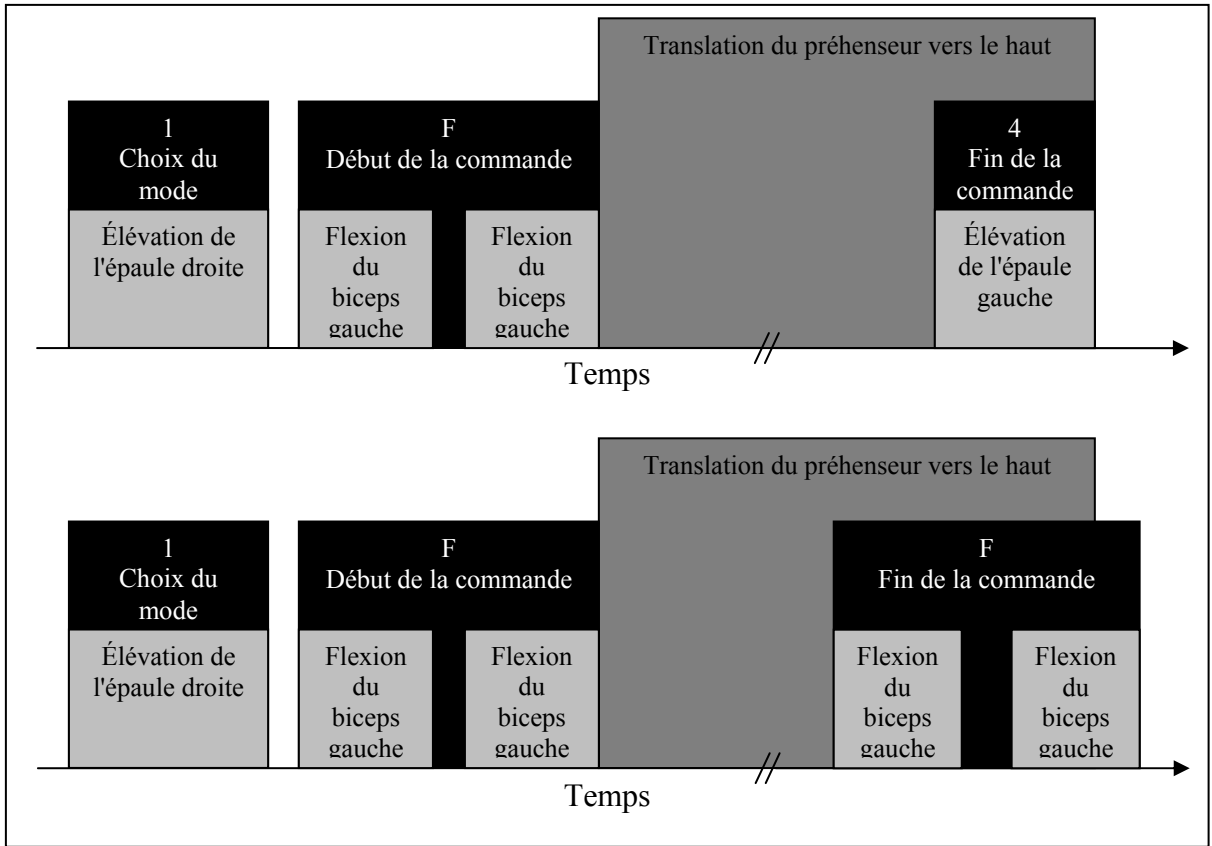 Translation du préhenseur vers le haut
1
Choix du
mode
Élévation de
l'épaule droite
F
Début de la commande
Flexion
du
biceps
gauche
Flexion
du
biceps
gauche
4
Fin de la
commande
Élévation
de l'épaule
gauche
Temps
Translation du préhenseur vers le haut
1
Choix du
mode
Élévation de
l'épaule droite
F
Début de la commande
Flexion
du
biceps
gauche
Flexion
du
biceps
gauche
F
Fin de la commande
Flexion
du
biceps
gauche
Flexion
du
biceps
gauche
Temps